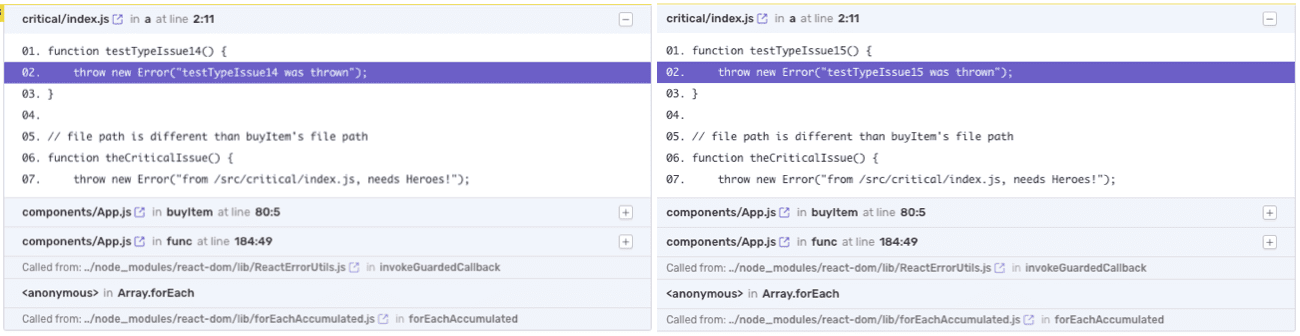 critical/index.js in a at line 2:11
01. function testTypeIssue14() {
02. throw new Error("testTypeIssue14 was thrown");
03. }
04.
05. // file path is different than buyItem's file path
06. function theCriticalIssue() {
07. throw new Error("from /src/critical/index.js, needs Heroes!");
components/App.js in buyItem at line 80:5
components/App.js in func at line 184:49
Called from: ../node_modules/react-dom/lib/ReactErrorUtils.js in invokeGuardedCallback
<anonymous> in Array.forEach
Called from: ../node_modules/react-dom/lib/forEachAccumulated.js in forEachAccumulated
critical/index.js in a at line 2:11
01. function testTypeIssue15() {
02. throw new Error("testTypeIssue15 was thrown");
03. }
04.
05. // file path is different than buyItem's file path
06. function theCriticalIssue() {
07. throw new Error("from /src/critical/index.js, needs Heroes!");
components/App.js in buyItem at line 80:5
components/App.js in func at line 184:49
Called from: ../node_modules/react-dom/lib/ReactErrorUtils.js in invokeGuardedCallback
<anonymous> in Array.forEach
Called from: ../node_modules/react-dom/lib/forEachAccumulated.js in forEachAccumulated